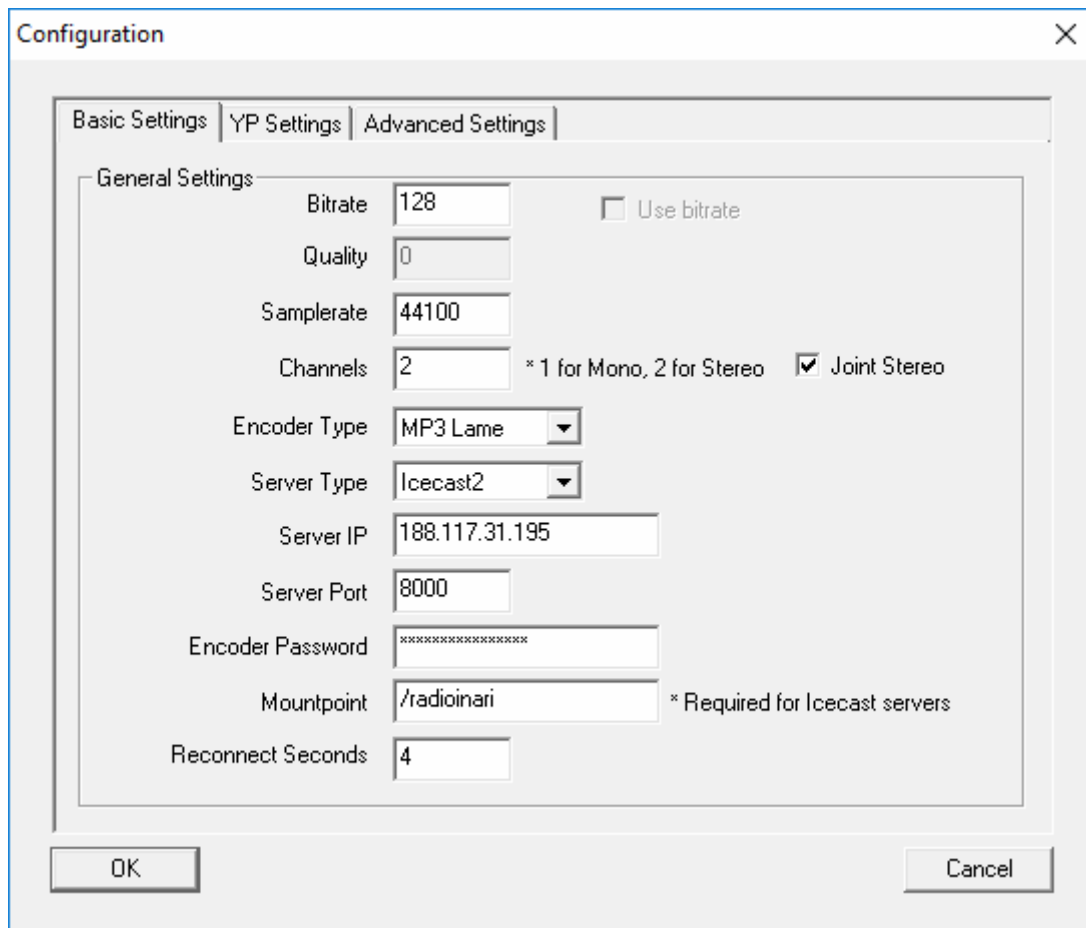 Configuration
Basic Settings YP Settings Advanced Settings
General Settings
Bitrate 128 Use bitrate
Quality 0
Samplerate 44100
Channels 2 * 1 for Mono, 2 for Stereo Joint Stereo
Encoder Type MP3 Lame
Server Type Icecast2
Server IP 188.117.31.195
Server Port 8000
Encoder Password ****************
Mountpoint /radioinari * Required for Icecast servers
Reconnect Seconds 4
OK Cancel